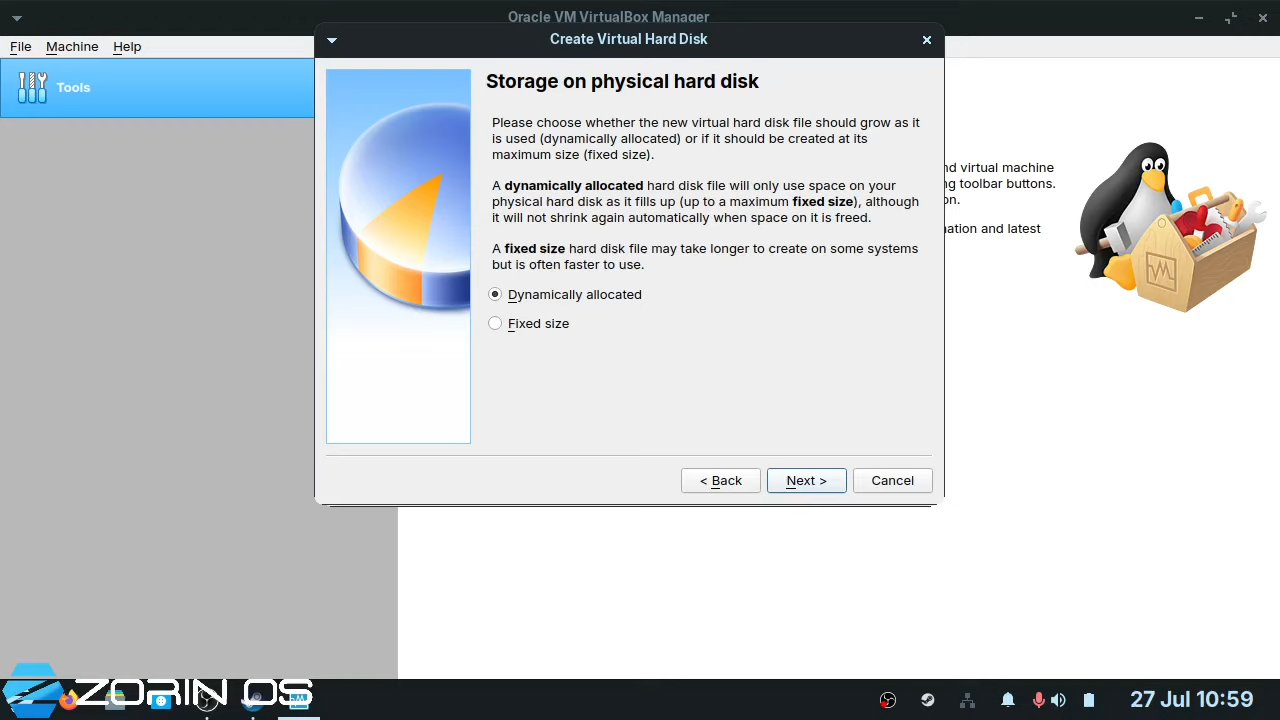 Oracle VM VirtualBox Manager
Create Virtual Hard Disk
File Machine Help
Tools
Storage on physical hard disk
Please choose whether the new virtual hard disk file should grow as it
is used (dynamically allocated) or if it should be created at its
maximum size (fixed size).
A dynamically allocated hard disk file will only use space on your
physical hard disk as it fills up (up to a maximum fixed size), although
it will not shrink again automatically when space on it is freed.
A fixed size hard disk file may take longer to create on some systems
but is often faster to use.
Dynamically allocated
Fixed size
< Back Next > Cancel
virtual machine
toolbar buttons.
and latest
ZORIN OS
27 Jul 10:59